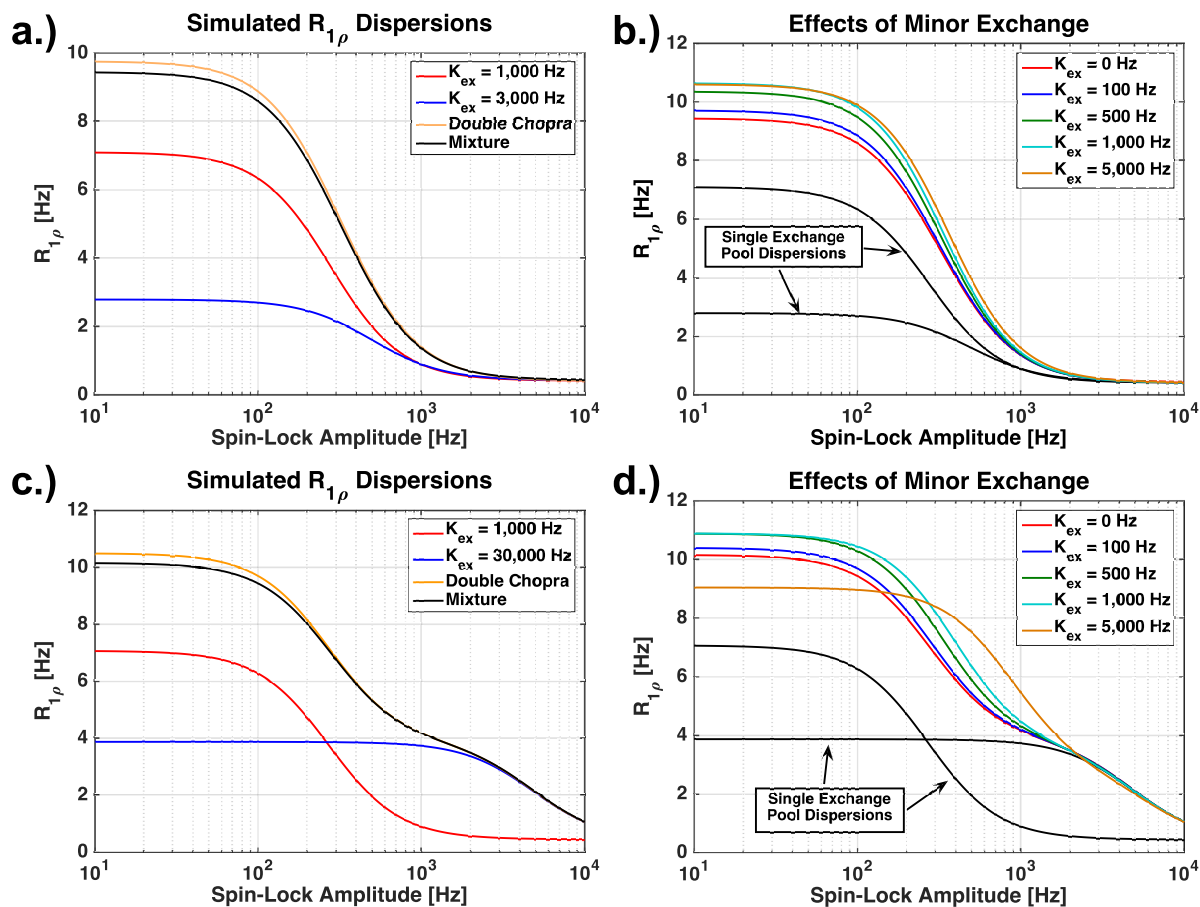 a.)
Simulated R1ρ Dispersions
Kex = 1,000 Hz
Kex = 3,000 Hz
Double Chopra
Mixture
10
8
6
4
2
0
R1ρ [Hz]
10^1 10^2 10^3 10^4
Spin-Lock Amplitude [Hz]
b.)
Effects of Minor Exchange
Kex = 0 Hz
Kex = 100 Hz
Kex = 500 Hz
Kex = 1,000 Hz
Kex = 5,000 Hz
Single Exchange
Pool Dispersions
12
10
8
6
4
2
0
R1ρ [Hz]
10^1 10^2 10^3 10^4
Spin-Lock Amplitude [Hz]
c.)
Simulated R1ρ Dispersions
Kex = 1,000 Hz
Kex = 30,000 Hz
Double Chopra
Mixture
12
10
8
6
4
2
0
R1ρ [Hz]
10^1 10^2 10^3 10^4
Spin-Lock Amplitude [Hz]
d.)
Effects of Minor Exchange
Kex = 0 Hz
Kex = 100 Hz
Kex = 500 Hz
Kex = 1,000 Hz
Kex = 5,000 Hz
Single Exchange
Pool Dispersions
12
10
8
6
4
2
0
R1ρ [Hz]
10^1 10^2 10^3 10^4
Spin-Lock Amplitude [Hz]